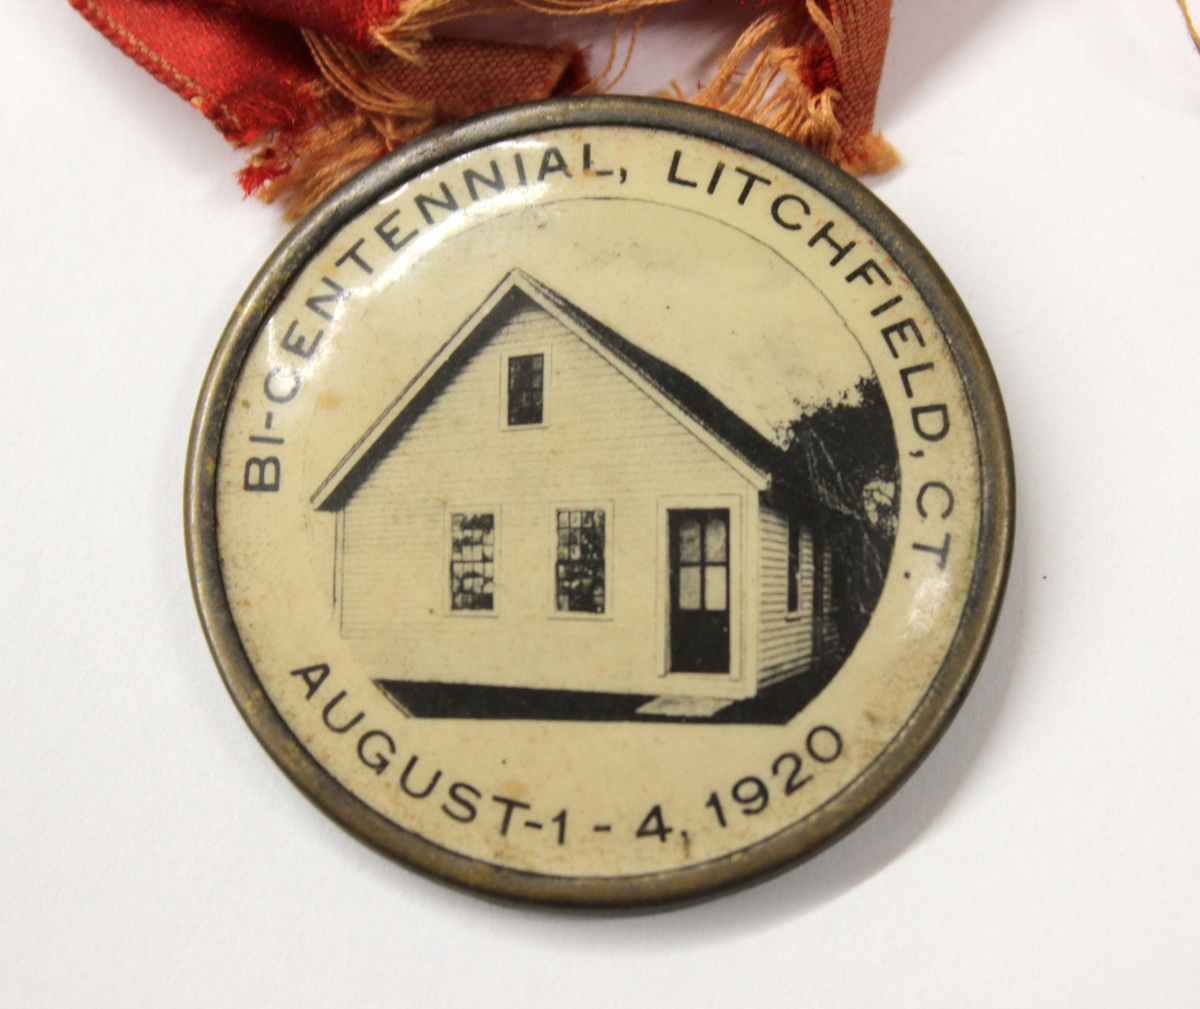 BI-CENTENNIAL, LITCHFIELD, CT.
AUGUST-1-4, 1920